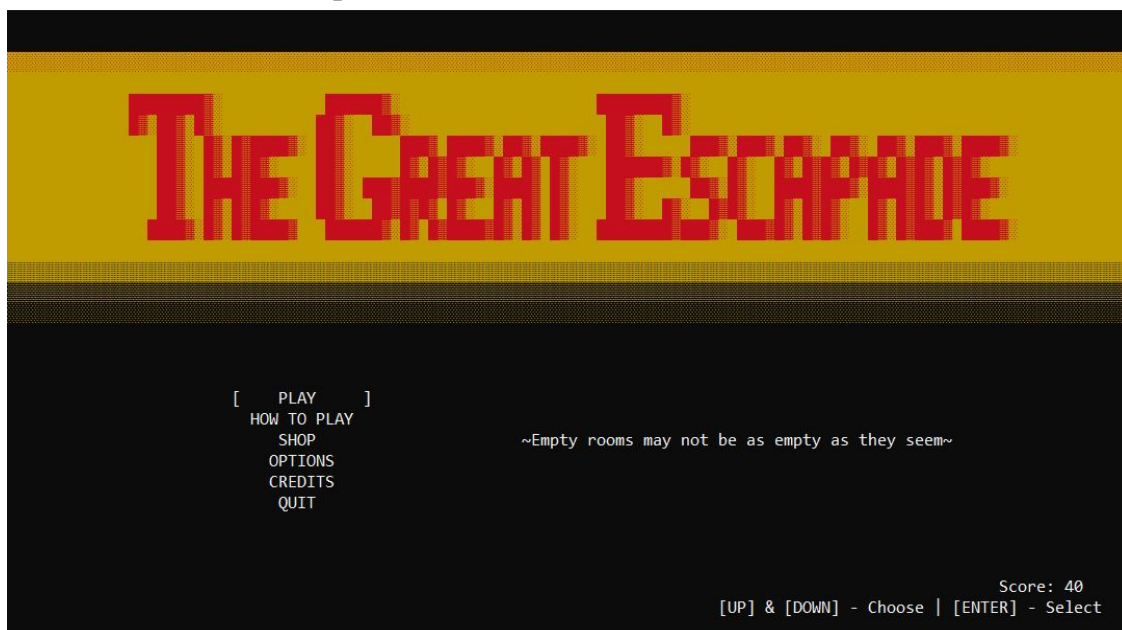 THE GREAT ESCAPADE
[ PLAY ]
HOW TO PLAY
SHOP
~Empty rooms may not be as empty as they seem~
OPTIONS
CREDITS
QUIT
Score: 40
[UP] & [DOWN] - Choose | [ENTER] - Select